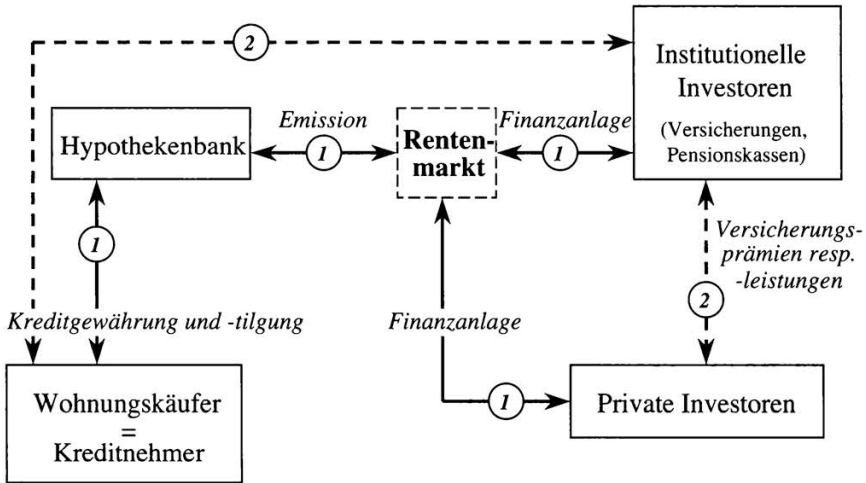 2
Institutionelle
Investoren
(Versicherungen,
Pensionskassen)
Hypothekenbank
Emission
1
Renten-
markt
Finanzanlage
1
1
Versicherungs-
prämien resp.
-leistungen
2
Kreditgewährung und -tilgung
Finanzanlage
Wohnungskäufer
=
Kreditnehmer
1
Private Investoren